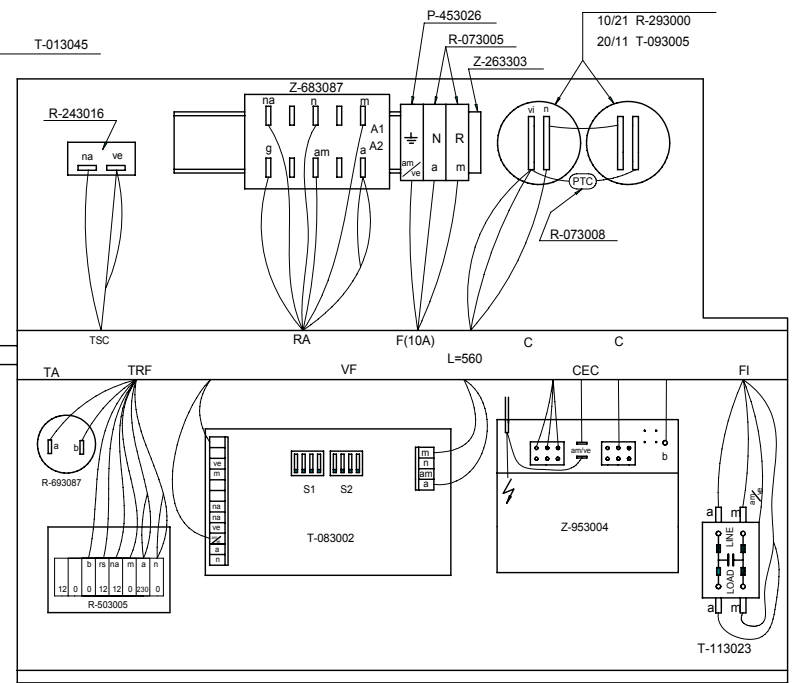 T-013045
P-453026
R-073005
Z-263303
10/21 R-293000
20/11 T-093005
R-243016
na ve
Z-683087
na n m
A1
A2
g am a
N R
am/ve a m
vi n
PTC
R-073008
TSC RA F(10A) C C
L=560
TA TRF VF CEC FI
a b
R-693087
b rs na m a n
12 0 0 12 12 0 230 0
R-503005
ve
m
na
na
ve
a
n
S1 S2
T-083002
m
n
am
a
am/ve
b
Z-953004
am/ve
a m
LINE
LOAD
a m
T-113023